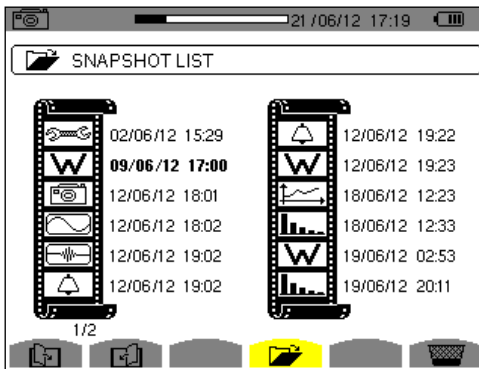 21/06/12 17:19
SNAPSHOT LIST
02/06/12 15:29
W 09/06/12 17:00
12/06/12 18:01
12/06/12 18:02
12/06/12 19:02
12/06/12 19:02
12/06/12 19:22
W 12/06/12 19:23
18/06/12 12:23
18/06/12 12:33
W 19/06/12 02:53
19/06/12 20:11
1/2